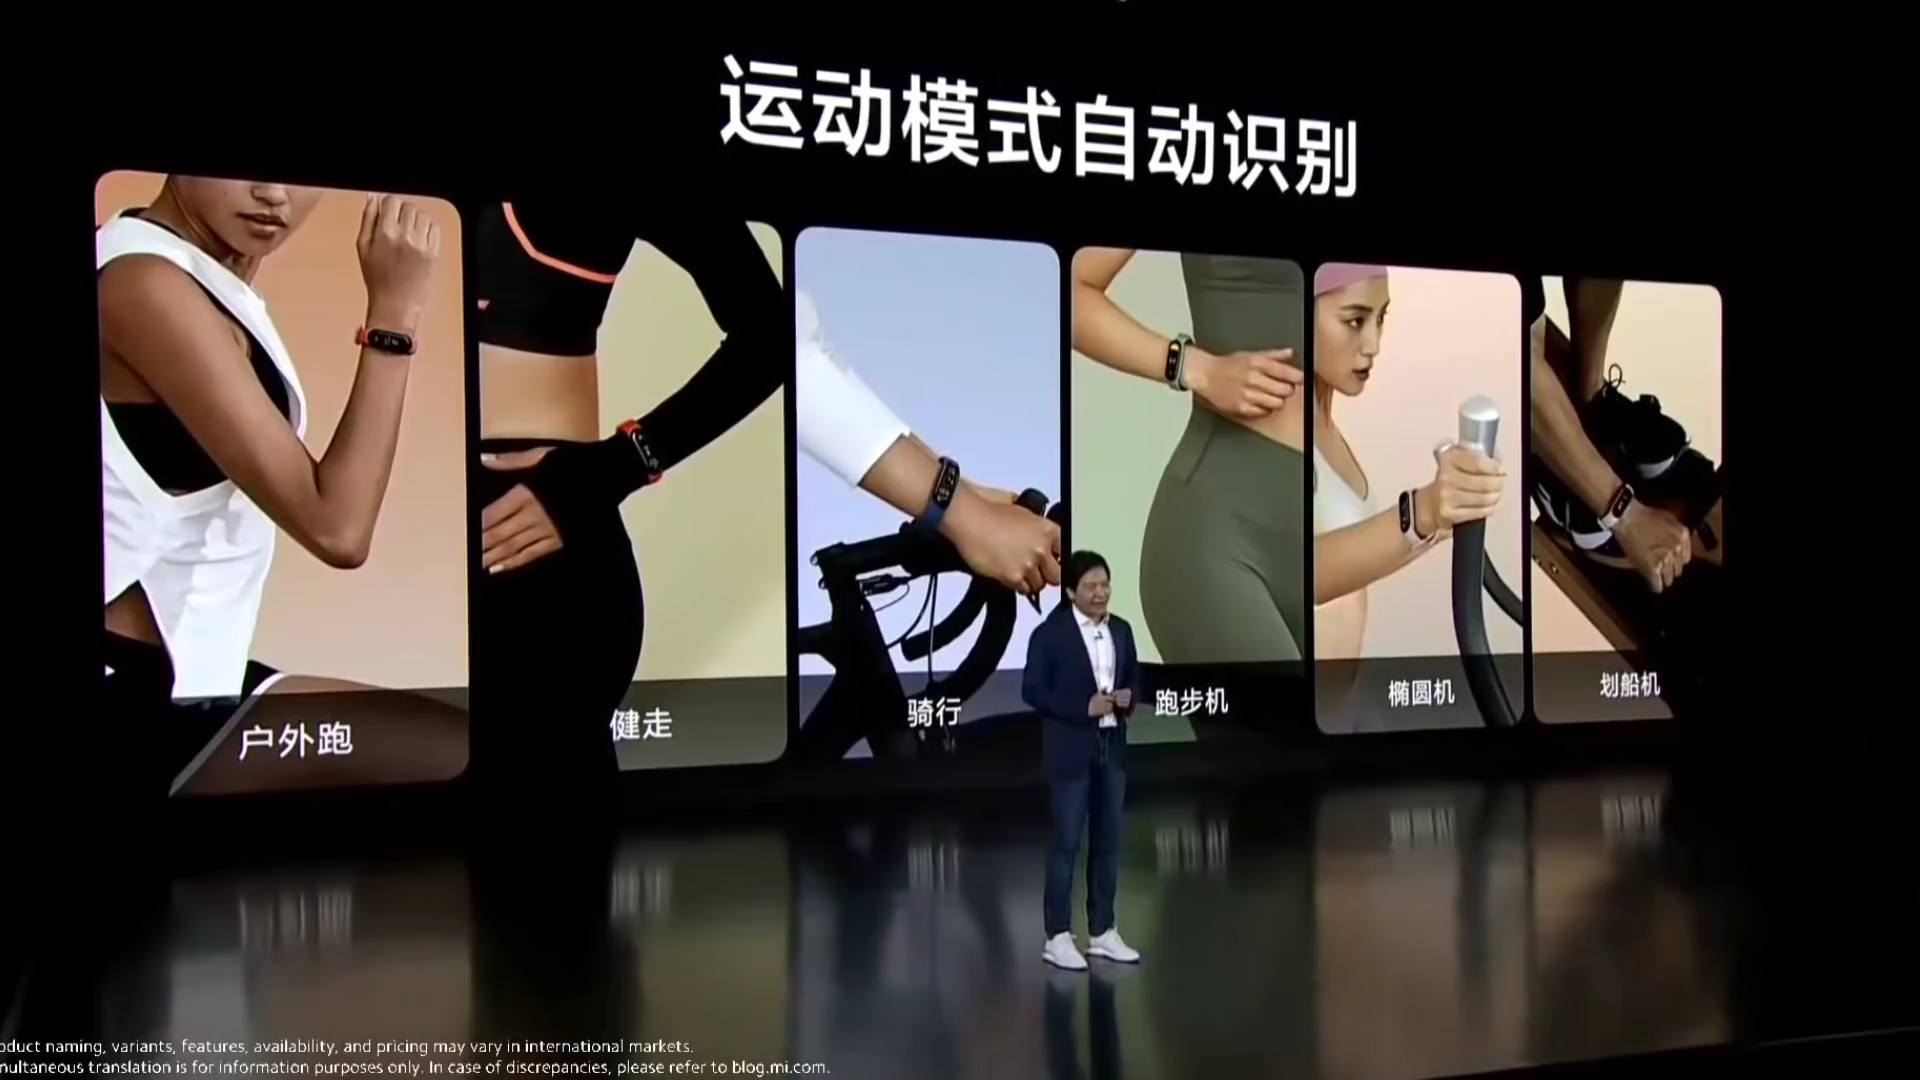 运动模式自动识别
户外跑
健走
骑行
跑步机
椭圆机
划船机
oduct naming, variants, features, availability, and pricing may vary in international markets.
multaneous translation is for information purposes only. In case of discrepancies, please refer to blog.mi.com.